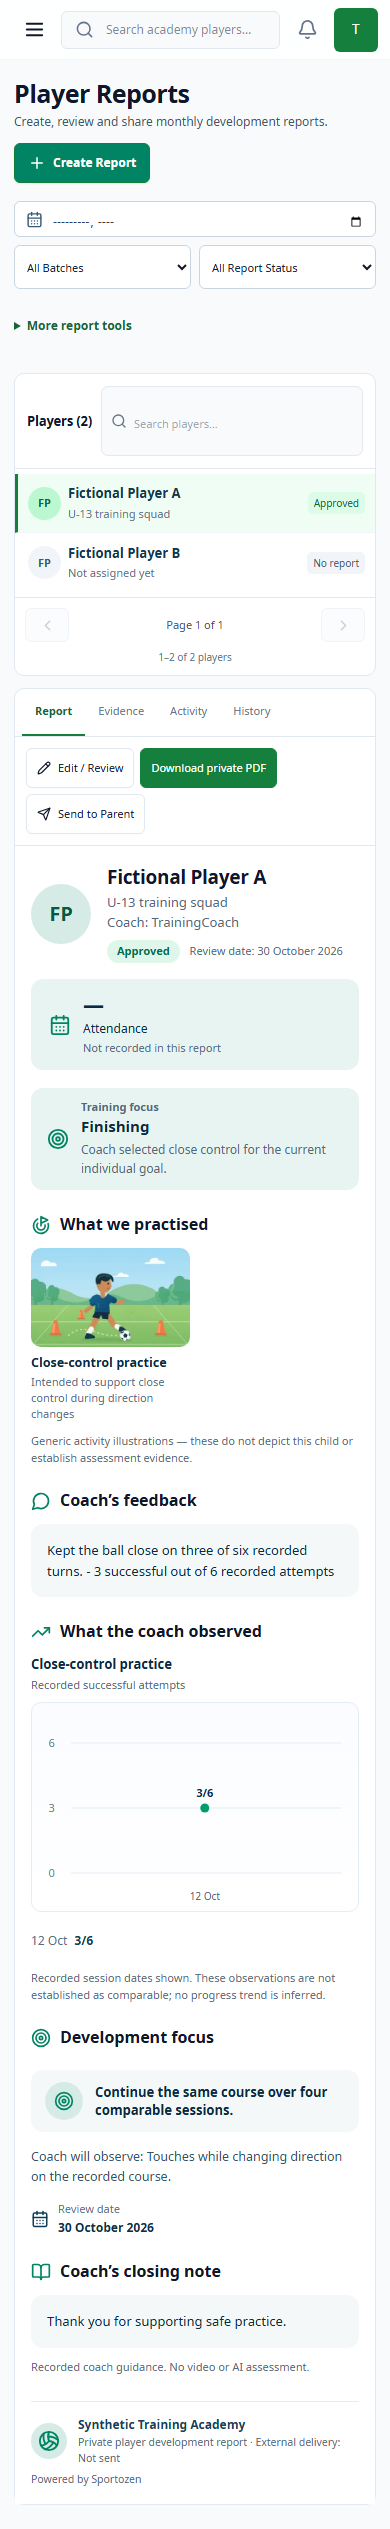 Search academy players...
T
Player Reports
Create, review and share monthly development reports.
Create Report
---------, ----
All Batches
All Report Status
More report tools
Players (2)
Search players...
FP
Fictional Player A
U-13 training squad
Approved
FP
Fictional Player B
Not assigned yet
No report
Page 1 of 1
1–2 of 2 players
Report
Evidence
Activity
History
Edit / Review
Download private PDF
Send to Parent
FP
Fictional Player A
U-13 training squad
Coach: TrainingCoach
Approved
Review date: 30 October 2026
—
Attendance
Not recorded in this report
Training focus
Finishing
Coach selected close control for the current
individual goal.
What we practised
Close-control practice
Intended to support close
control during direction
changes
Generic activity illustrations — these do not depict this child or
establish assessment evidence.
Coach’s feedback
Kept the ball close on three of six recorded
turns. - 3 successful out of 6 recorded attempts
What the coach observed
Close-control practice
Recorded successful attempts
6
3/6
3
0
12 Oct
12 Oct 3/6
Recorded session dates shown. These observations are not
established as comparable; no progress trend is inferred.
Development focus
Continue the same course over four
comparable sessions.
Coach will observe: Touches while changing direction
on the recorded course.
Review date
30 October 2026
Coach’s closing note
Thank you for supporting safe practice.
Recorded coach guidance. No video or AI assessment.
Synthetic Training Academy
Private player development report · External delivery:
Not sent
Powered by Sportozen